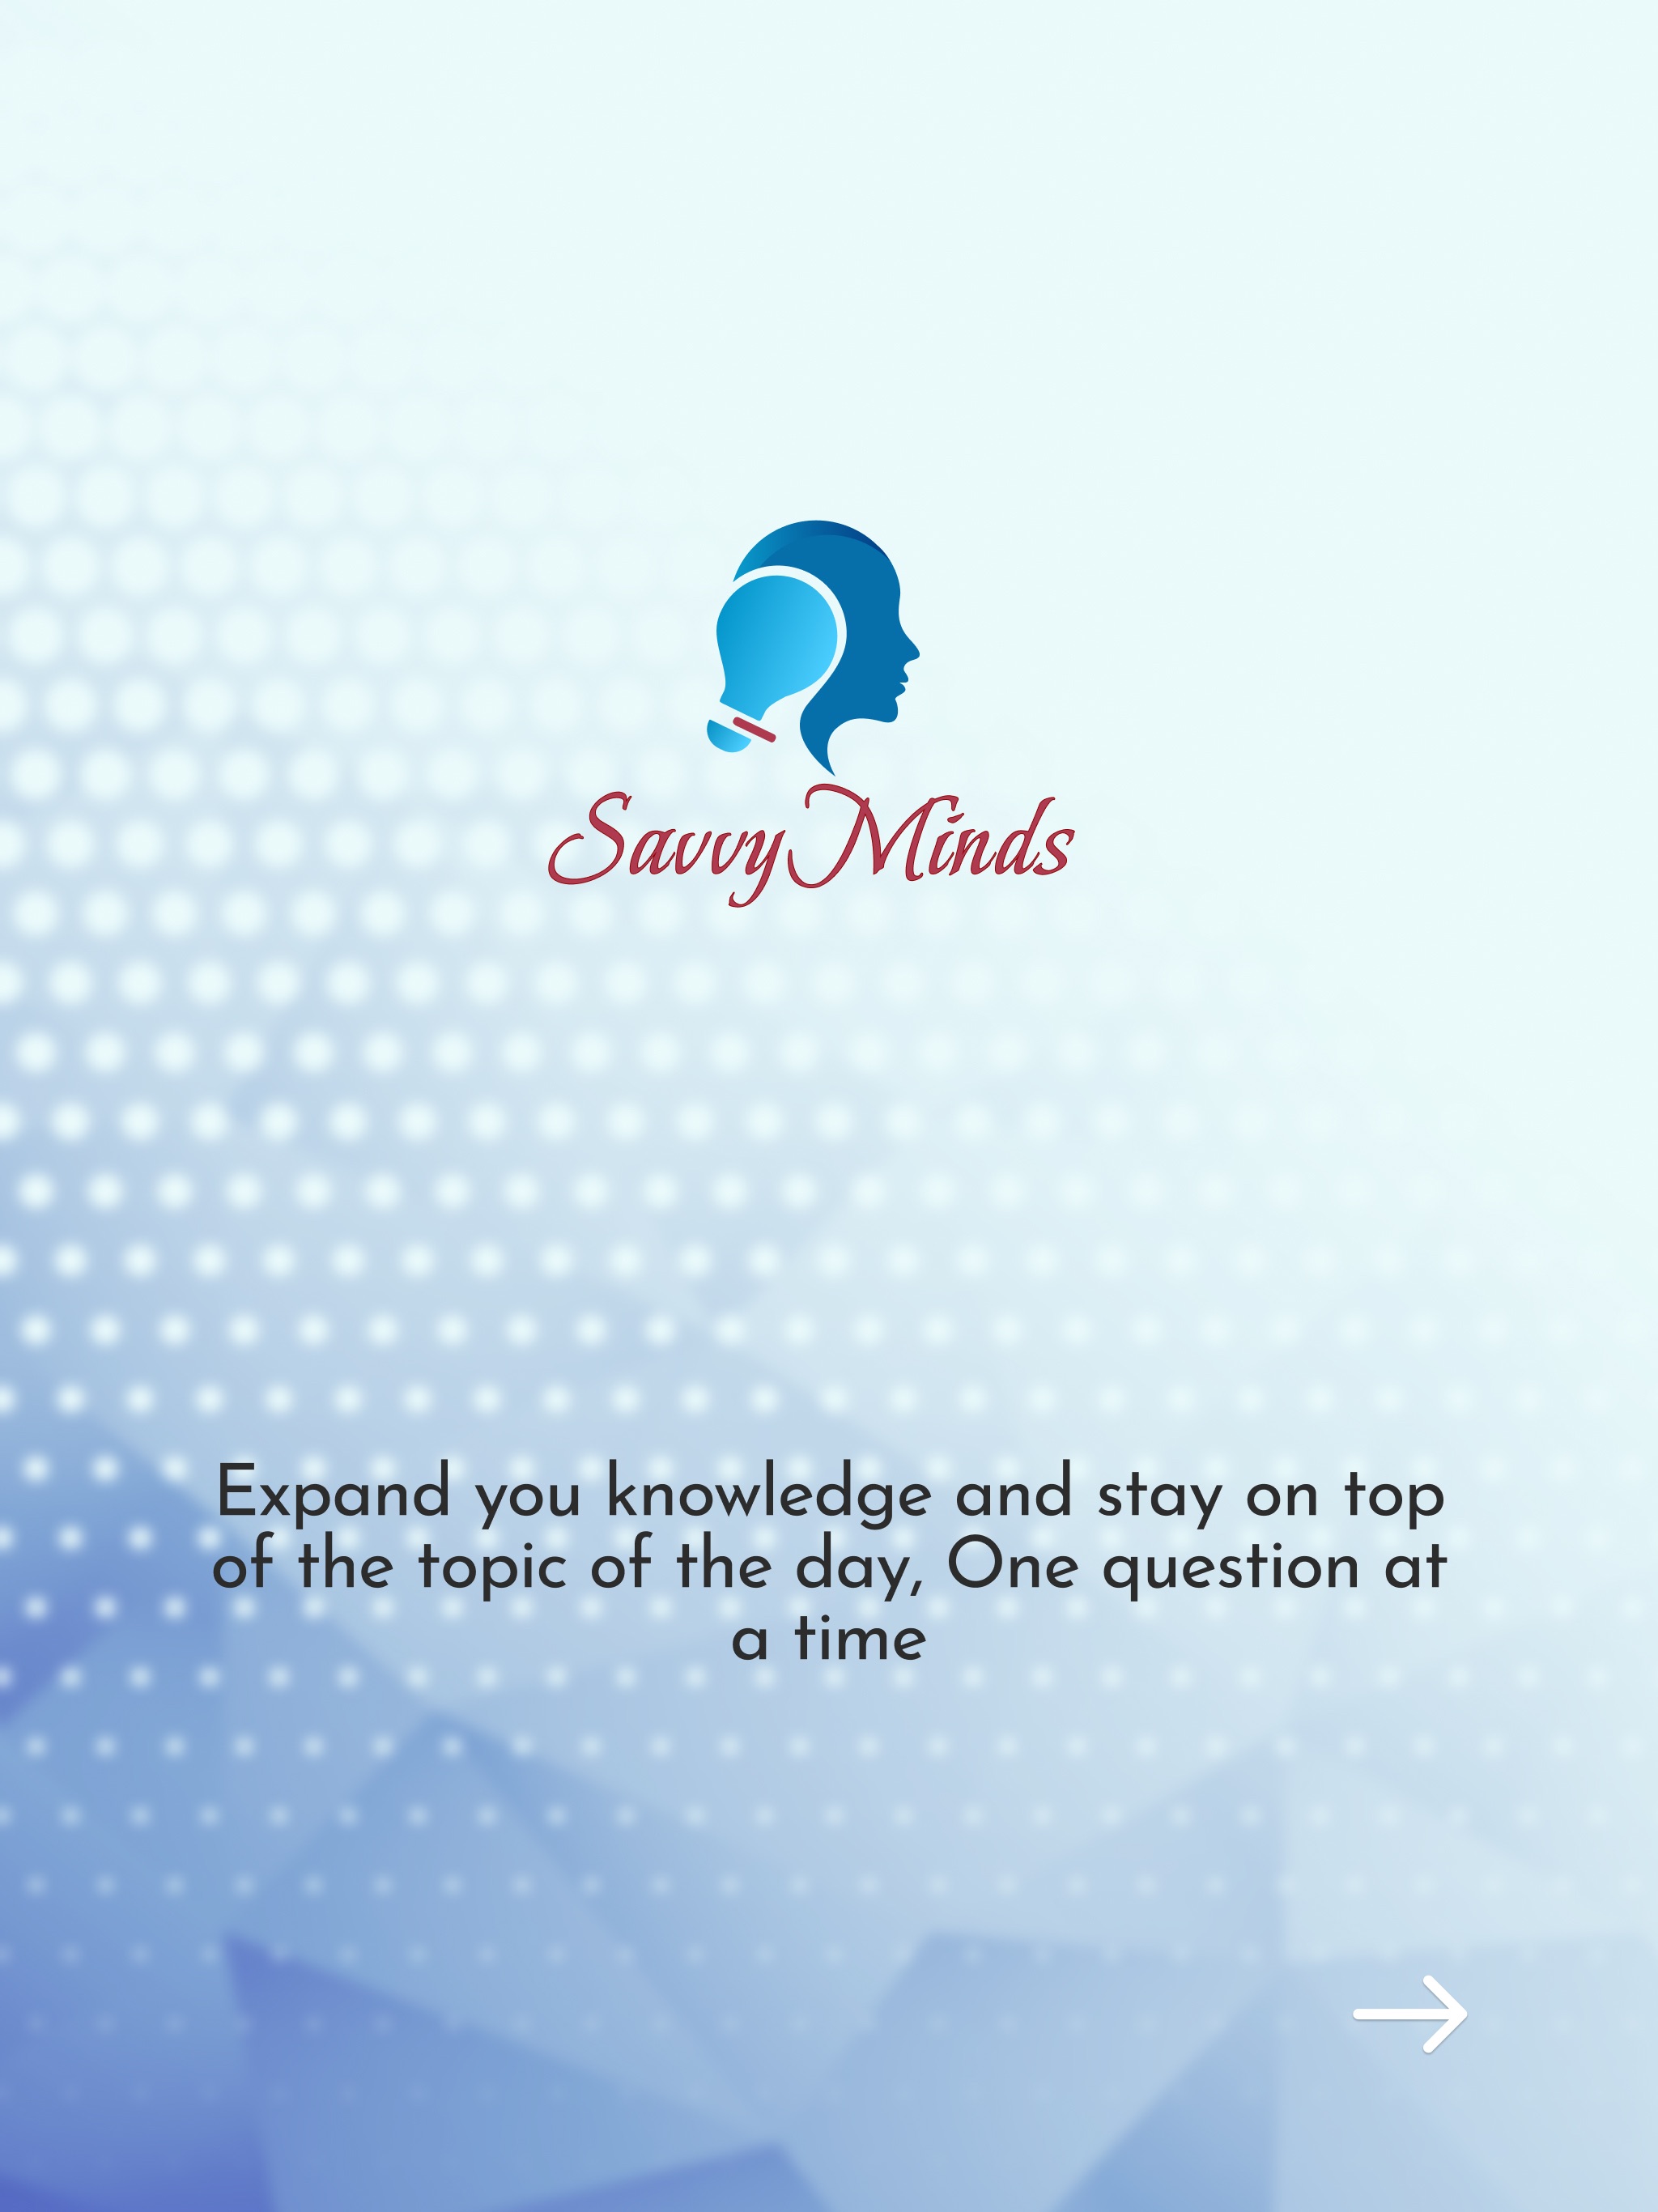 SavvyMinds
Expand you knowledge and stay on top
of the topic of the day, One question at
a time